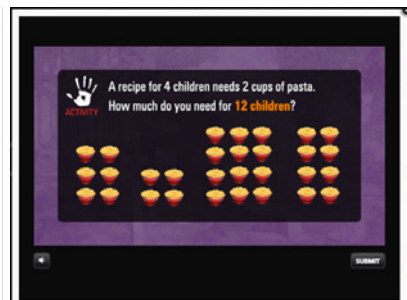 A recipe for 4 children needs 2 cups of pasta.
How much do you need for 12 children?
ACTIVITY
SUBMIT